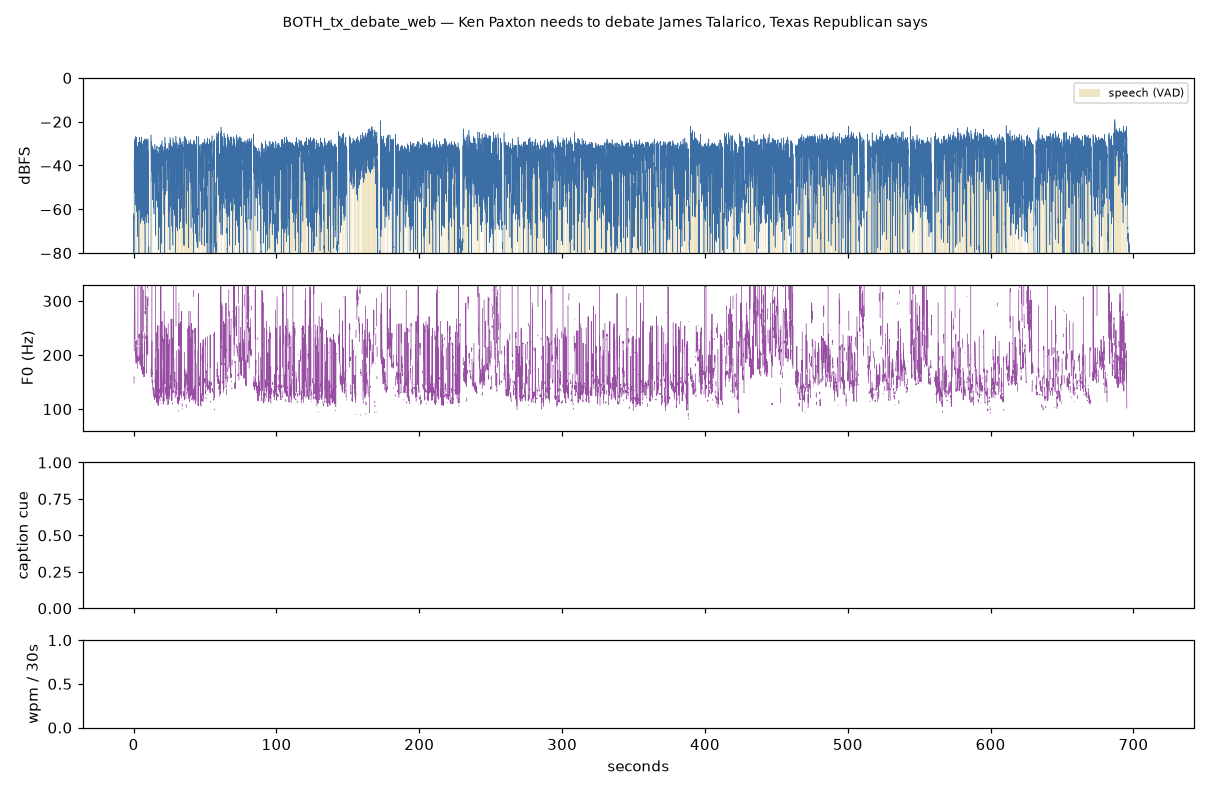 BOTH_tx_debate_web — Ken Paxton needs to debate James Talarico, Texas Republican says
0
−20
−40
−60
−80
dBFS
speech (VAD)
300
200
100
F0 (Hz)
1.00
0.75
0.50
0.25
0.00
caption cue
1.0
0.5
0.0
wpm / 30s
0 100 200 300 400 500 600 700
seconds